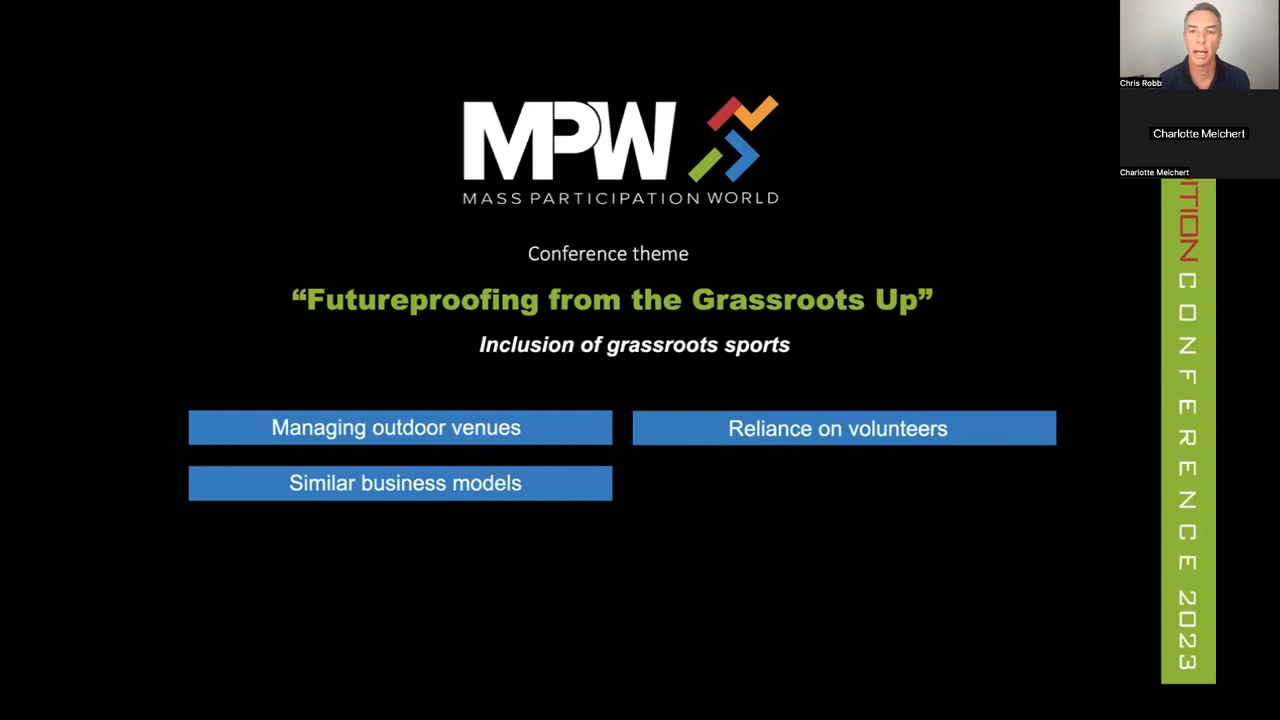 MPW
MASS PARTICIPATION WORLD
Conference theme
“Futureproofing from the Grassroots Up”
Inclusion of grassroots sports
Managing outdoor venues
Reliance on volunteers
Similar business models
Chris Robb
Charlotte Melchert
Charlotte Melchert
CONFERENCE 2023